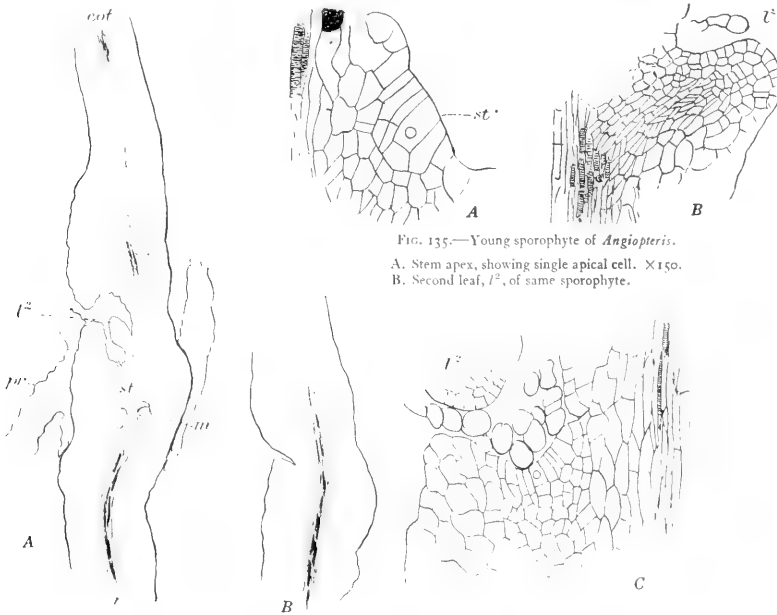 cot
st
l²
A
B
FIG. 135.—Young sporophyte of Angiopteris.
A. Stem apex, showing single apical cell. ×150.
B. Second leaf, l², of same sporophyte.
l²
pr
st
m
l²
A
B
C